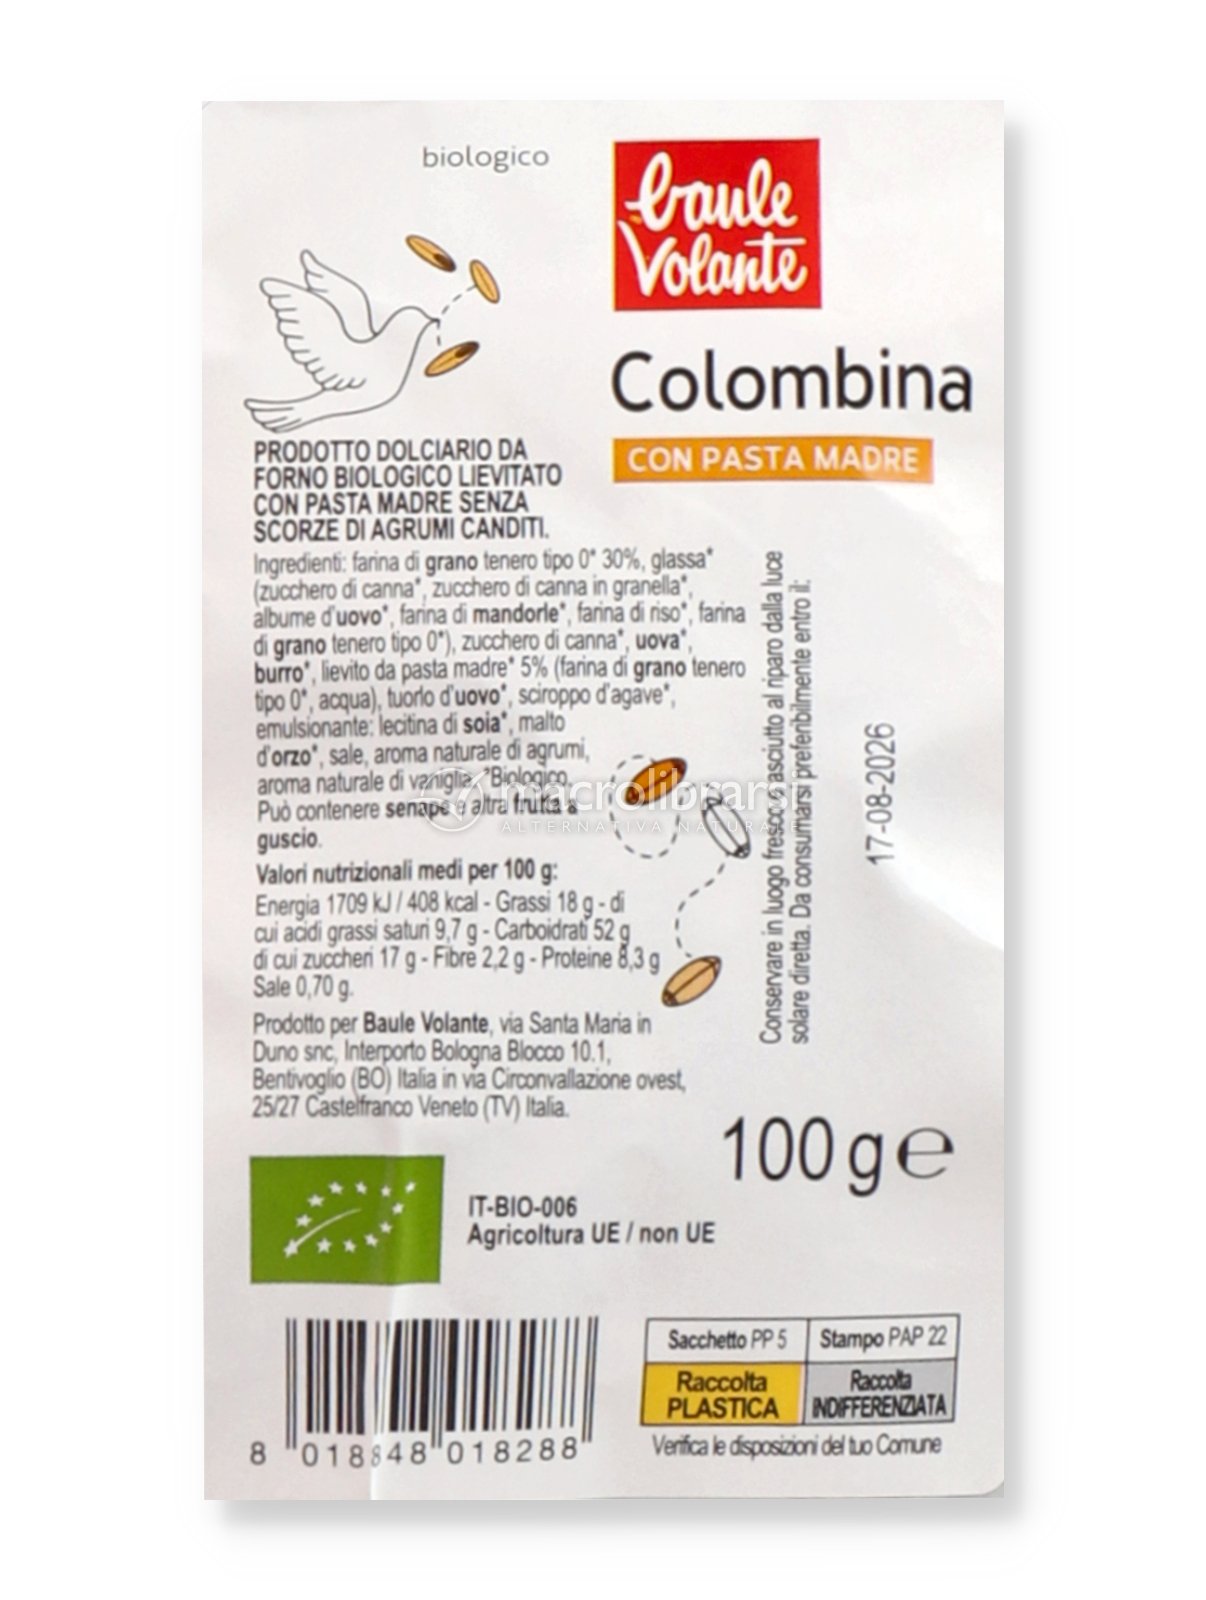 biologico
baule
Volante
Colombina
CON PASTA MADRE
PRODOTTO DOLCIARIO DA
FORNO BIOLOGICO LIEVITATO
CON PASTA MADRE SENZA
SCORZE DI AGRUMI CANDITI.
Ingredienti: farina di grano tenero tipo 0* 30%, glassa*
(zucchero di canna*, zucchero di canna in granella*,
albume d'uovo*, farina di mandorle*, farina di riso*, farina
di grano tenero tipo 0*), zucchero di canna*, uova*,
burro*, lievito da pasta madre* 5% (farina di grano tenero
tipo 0*, acqua), tuorlo d'uovo*, sciroppo d'agave*,
emulsionante: lecitina di soia*, malto
d'orzo*, sale, aroma naturale di agrumi,
aroma naturale di vaniglia. *Biologico.
Può contenere senape e altra frutta a
guscio.
Valori nutrizionali medi per 100 g:
Energia 1709 kJ / 408 kcal - Grassi 18 g - di
cui acidi grassi saturi 9,7 g - Carboidrati 52 g
di cui zuccheri 17 g - Fibre 2,2 g - Proteine 8,3 g
Sale 0,70 g.
Prodotto per Baule Volante, via Santa Maria in
Duno snc, Interporto Bologna Blocco 10.1,
Bentivoglio (BO) Italia in via Circonvallazione ovest,
25/27 Castelfranco Veneto (TV) Italia.
Conservare in luogo fresco e asciutto al riparo dalla luce
solare diretta. Da consumarsi preferibilmente entro il:
17-08-2026
macrolibrarsi
ALTERNATIVA NATURALE
100 g e
IT-BIO-006
Agricoltura UE / non UE
8 018848 018288
Sacchetto PP 5
Stampo PAP 22
Raccolta
PLASTICA
Raccolta
INDIFFERENZIATA
Verifica le disposizioni del tuo Comune